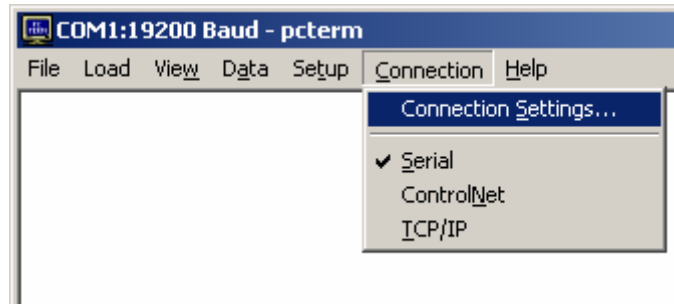 COM1:19200 Baud - pcterm
File Load View Data Setup Connection Help
Connection Settings...
Serial
ControlNet
TCP/IP